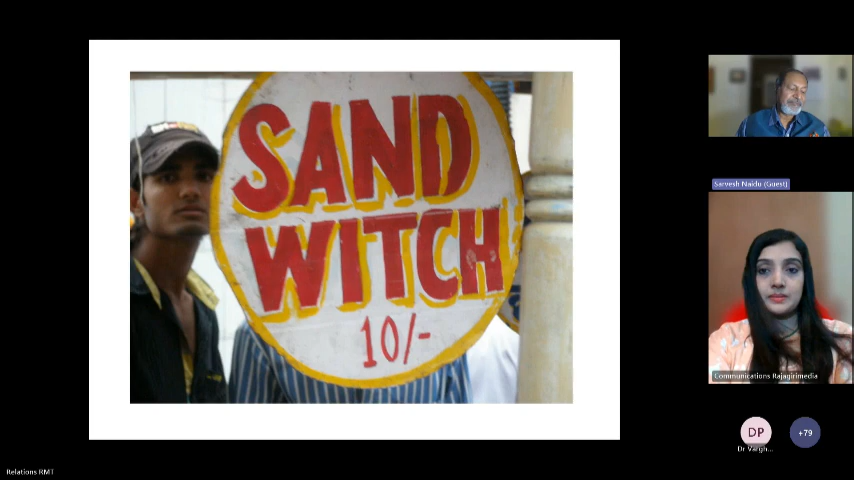 SAND
WITCH
10/-
Sarvesh Naidu (Guest)
Communications Rajagirimedia
DP
+79
Dr Vargh...
Relations RMT